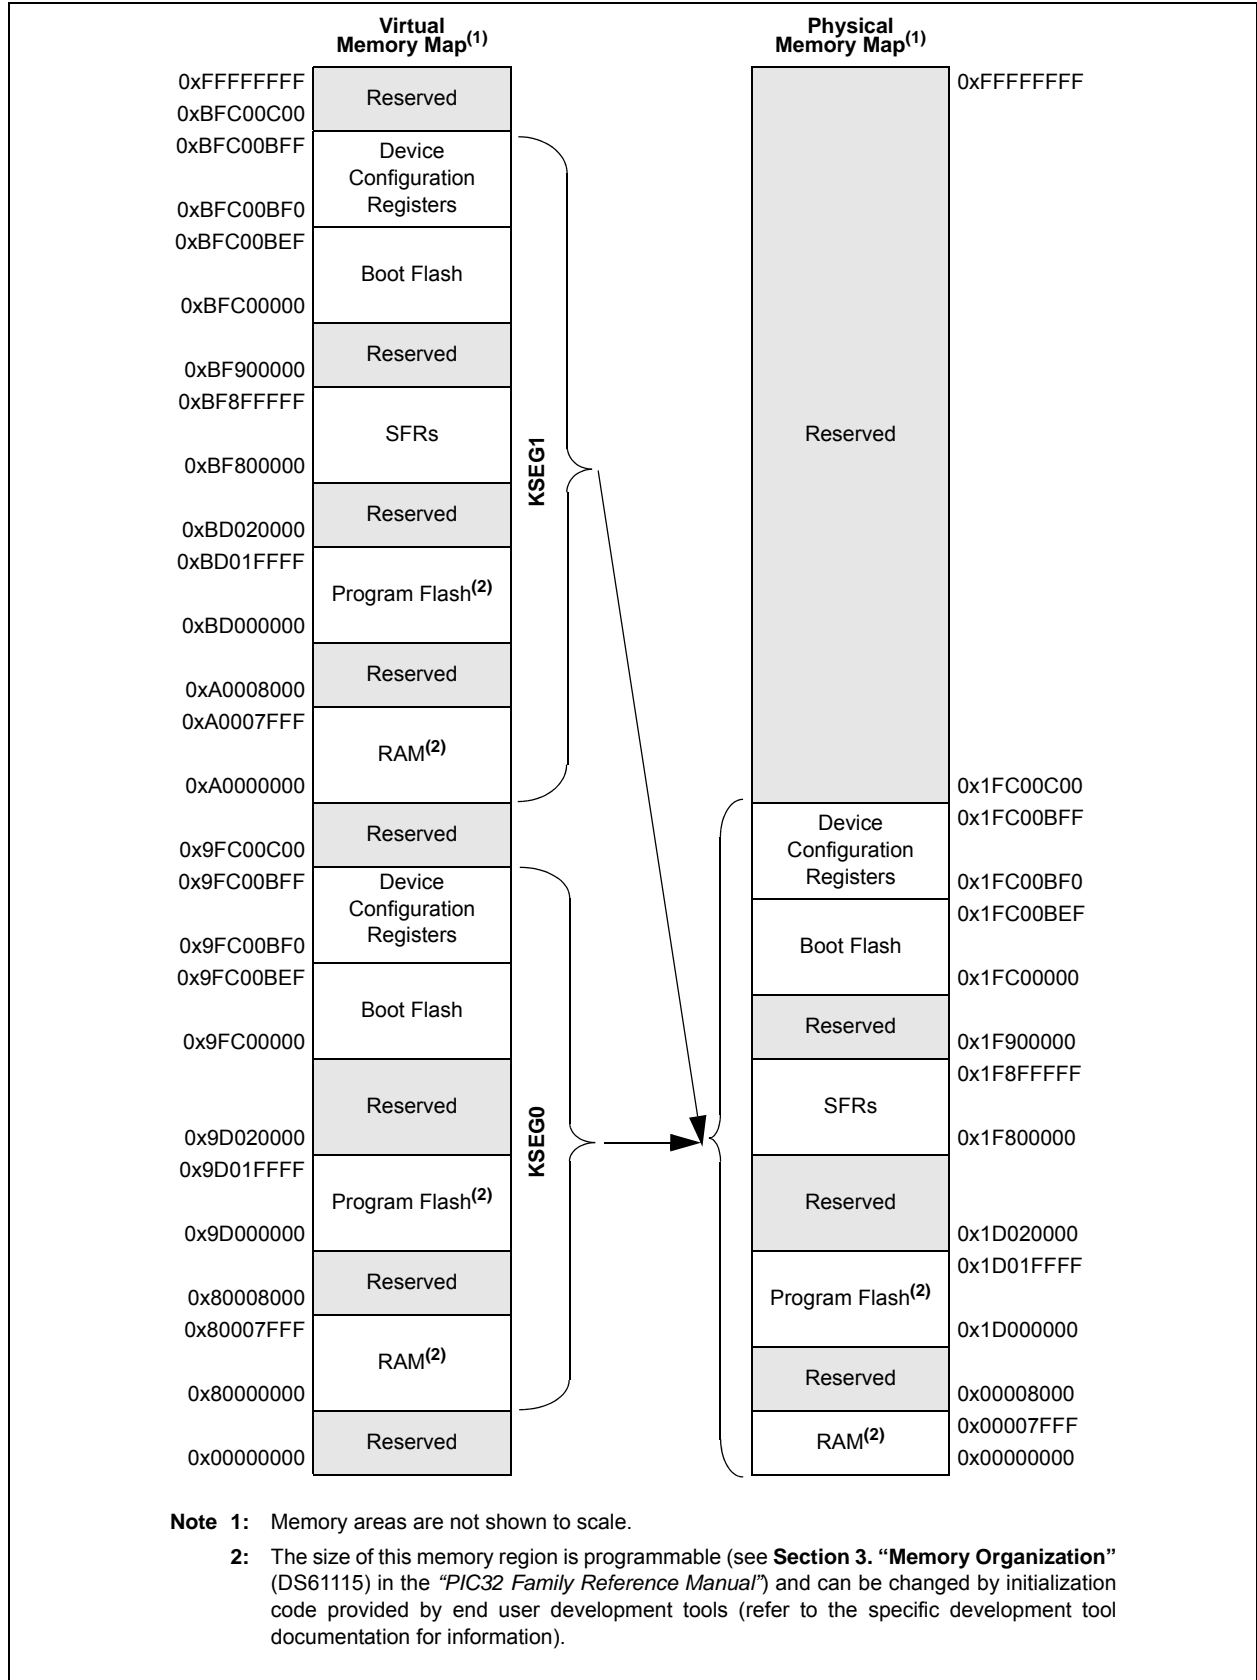 Virtual
Memory Map(1)
Physical
Memory Map(1)
0xFFFFFFFF
Reserved
0xBFC00C00
0xBFC00BFF
Device
Configuration
Registers
0xBFC00BF0
0xBFC00BEF
Boot Flash
0xBFC00000
Reserved
0xBF900000
0xBF8FFFFF
SFRs
0xBF800000
Reserved
0xBD020000
0xBD01FFFF
Program Flash(2)
0xBD000000
Reserved
0xA0008000
0xA0007FFF
RAM(2)
0xA0000000
Reserved
0x9FC00C00
0x9FC00BFF
Device
Configuration
Registers
0x9FC00BF0
0x9FC00BEF
Boot Flash
0x9FC00000
Reserved
0x9D020000
0x9D01FFFF
Program Flash(2)
0x9D000000
Reserved
0x80008000
0x80007FFF
RAM(2)
0x80000000
Reserved
0x00000000
KSEG1
KSEG0
0xFFFFFFFF
Reserved
0x1FC00C00
0x1FC00BFF
Device
Configuration
Registers
0x1FC00BF0
0x1FC00BEF
Boot Flash
0x1FC00000
Reserved
0x1F900000
0x1F8FFFFF
SFRs
0x1F800000
Reserved
0x1D020000
0x1D01FFFF
Program Flash(2)
0x1D000000
Reserved
0x00008000
0x00007FFF
RAM(2)
0x00000000
Note 1: Memory areas are not shown to scale.
2: The size of this memory region is programmable (see Section 3. “Memory Organization”
(DS61115) in the “PIC32 Family Reference Manual”) and can be changed by initialization
code provided by end user development tools (refer to the specific development tool
documentation for information).